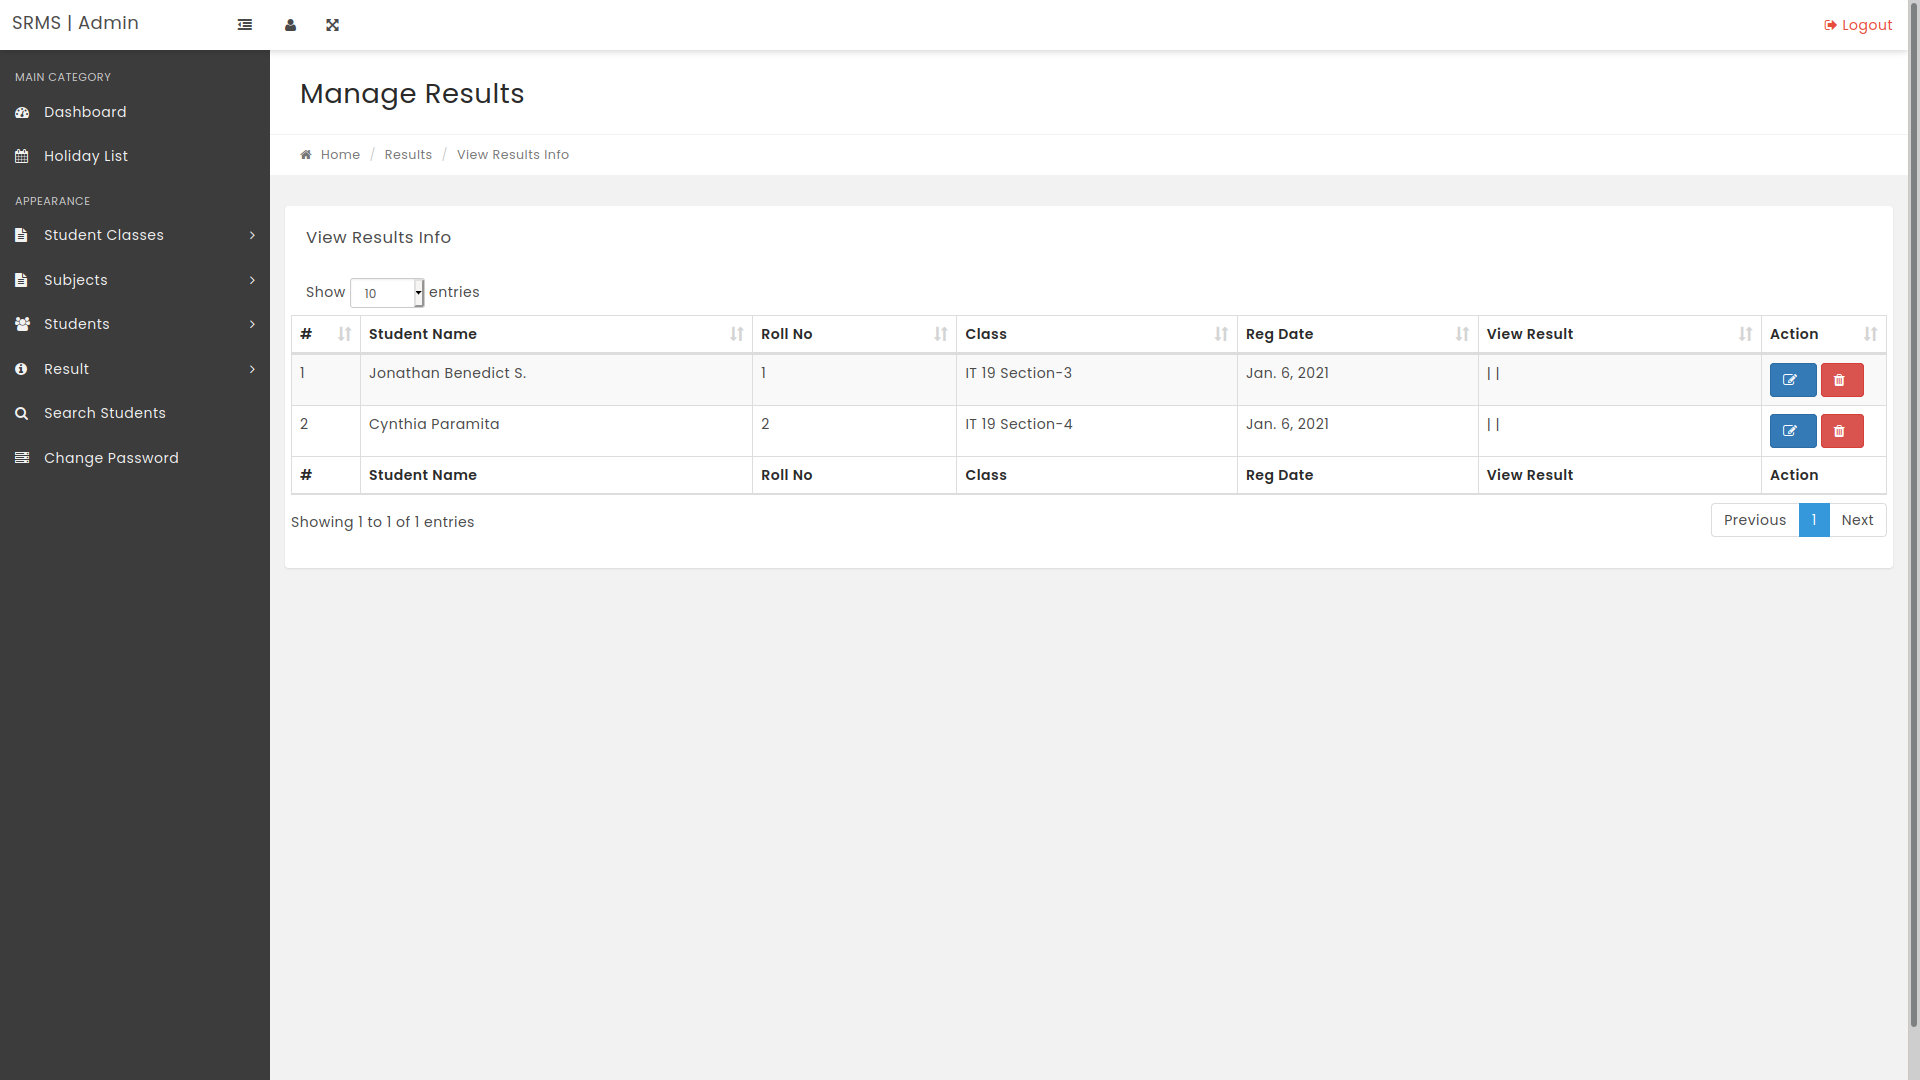 SRMS | Admin
Logout
MAIN CATEGORY
Dashboard
Holiday List
APPEARANCE
Student Classes
Subjects
Students
Result
Search Students
Change Password
Manage Results
Home / Results / View Results Info
View Results Info
Show 10 entries
# Student Name Roll No Class Reg Date View Result Action
1 Jonathan Benedict S. 1 IT 19 Section-3 Jan. 6, 2021 | |
2 Cynthia Paramita 2 IT 19 Section-4 Jan. 6, 2021 | |
# Student Name Roll No Class Reg Date View Result Action
Showing 1 to 1 of 1 entries
Previous 1 Next